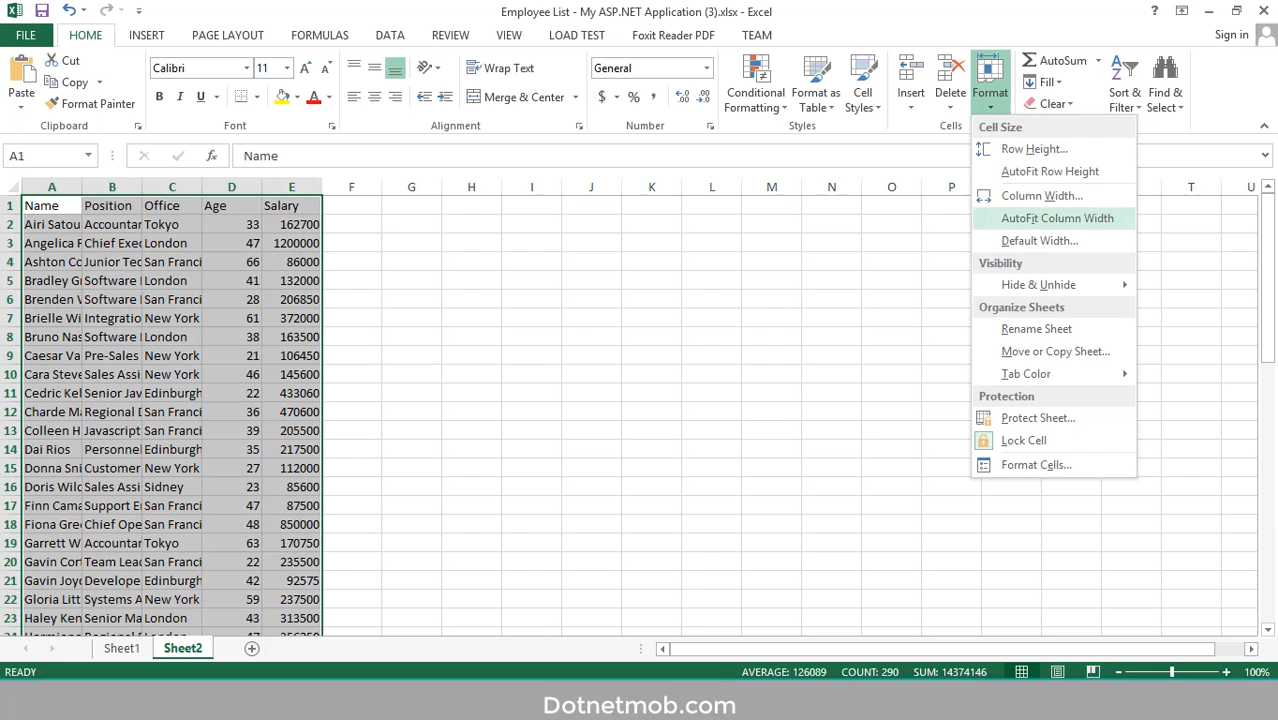 Employee List - My ASP.NET Application (3).xlsx - Excel
?
FILE HOME INSERT PAGE LAYOUT FORMULAS DATA REVIEW VIEW LOAD TEST Foxit Reader PDF TEAM Sign in
Paste
Cut
Copy
Format Painter
Clipboard
Calibri 11
B I U A
Font
Wrap Text
Merge & Center
Alignment
General
$ % ,
Number
Conditional Formatting
Format as Table
Cell Styles
Styles
Insert
Delete
Format
Cells
AutoSum
Fill
Clear
Sort & Filter
Find & Select
Cell Size
Row Height...
AutoFit Row Height
Column Width...
AutoFit Column Width
Default Width...
Visibility
Hide & Unhide
Organize Sheets
Rename Sheet
Move or Copy Sheet...
Tab Color
Protection
Protect Sheet...
Lock Cell
Format Cells...
A1 fx Name
A B C D E F G H I J K L M N O P T U
1 Name Position Office Age Salary
2 Airi Satou Accountan Tokyo 33 162700
3 Angelica R Chief Exec London 47 1200000
4 Ashton Co Junior Tec San Franci 66 86000
5 Bradley Gr Software London 41 132000
6 Brenden Software San Franci 28 206850
7 Brielle Wi Integratio New York 61 372000
8 Bruno Nas Software London 38 163500
9 Caesar Va Pre-Sales New York 21 106450
10 Cara Steve Sales Assi New York 46 145600
11 Cedric Kel Senior Jav Edinburgh 22 433060
12 Charde Ma Regional D San Franci 36 470600
13 Colleen H Javascript San Franci 39 205500
14 Dai Rios Personnel Edinburgh 35 217500
15 Donna Sni Customer New York 27 112000
16 Doris Wild Sales Assi Sidney 23 85600
17 Finn Cama Support E San Franci 47 87500
18 Fiona Gree Chief Ope San Franci 48 850000
19 Garrett W Accountan Tokyo 63 170750
20 Gavin Cort Team Lead San Franci 22 235500
21 Gavin Joyc Develope Edinburgh 42 92575
22 Gloria Litt Systems A New York 59 237500
23 Haley Ken Senior Ma London 43 313500
Sheet1 Sheet2
READY AVERAGE: 126089 COUNT: 290 SUM: 14374146 100%
Dotnetmob.com